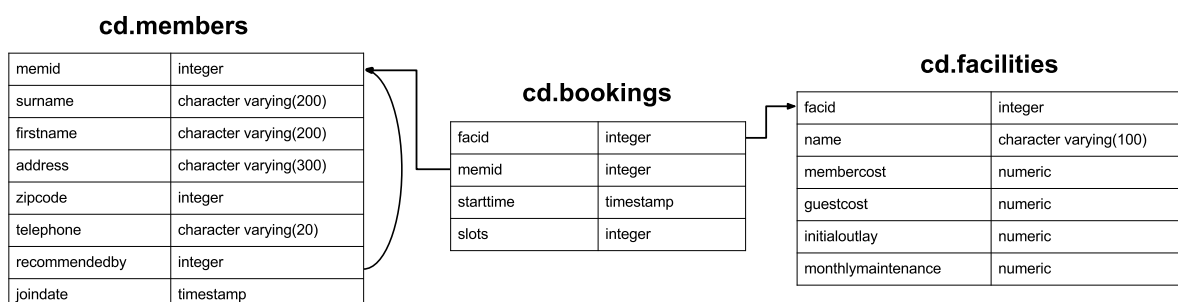 cd.members
memid integer
surname character varying(200)
firstname character varying(200)
address character varying(300)
zipcode integer
telephone character varying(20)
recommendedby integer
joindate timestamp
cd.bookings
facid integer
memid integer
starttime timestamp
slots integer
cd.facilities
facid integer
name character varying(100)
membercost numeric
guestcost numeric
initialoutlay numeric
monthlymaintenance numeric